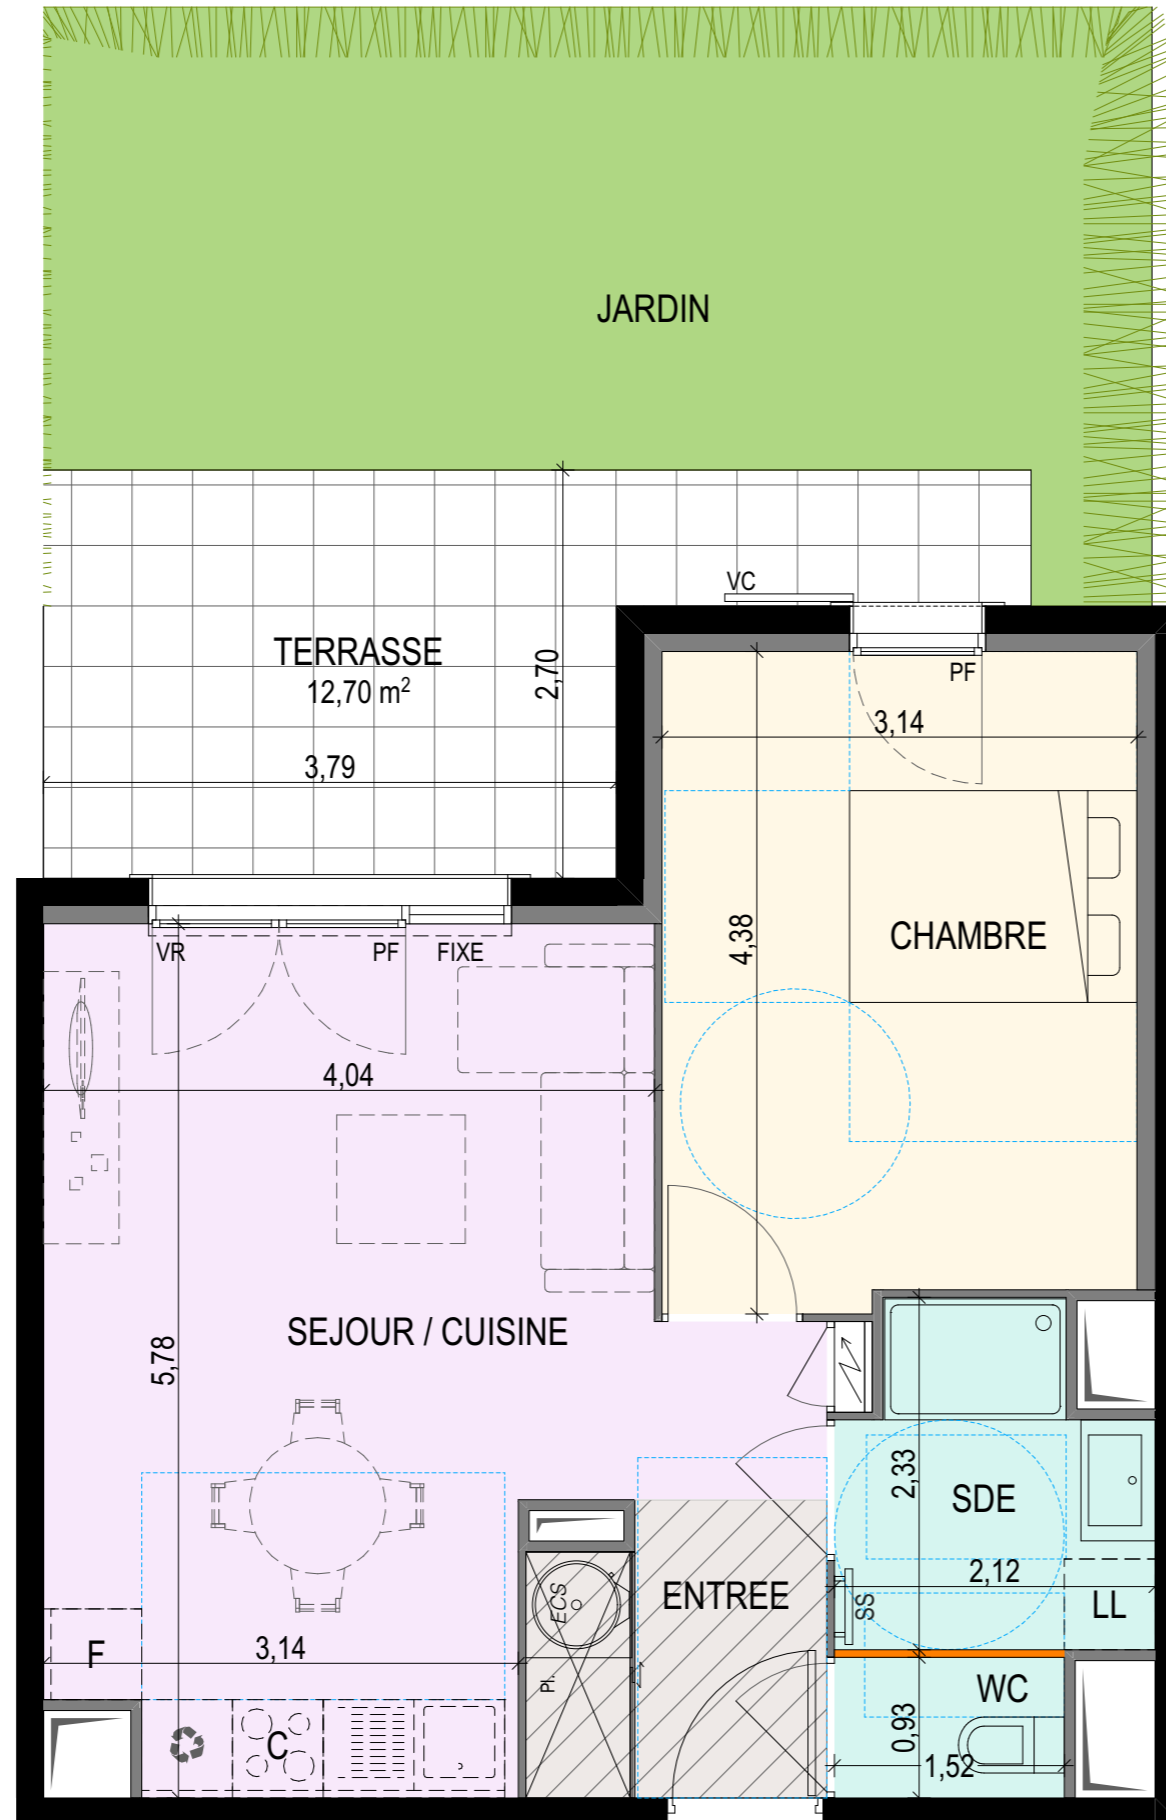 JARDIN
VC
TERRASSE
12,70 m²
2,70
3,79
PF
3,14
VR
PF
FIXE
4,38
CHAMBRE
4,04
SEJOUR / CUISINE
5,78
2,33
SDE
2,12
ECS
ENTREE
SS
LL
F
3,14
Pl.
WC
C
0,93
1,52